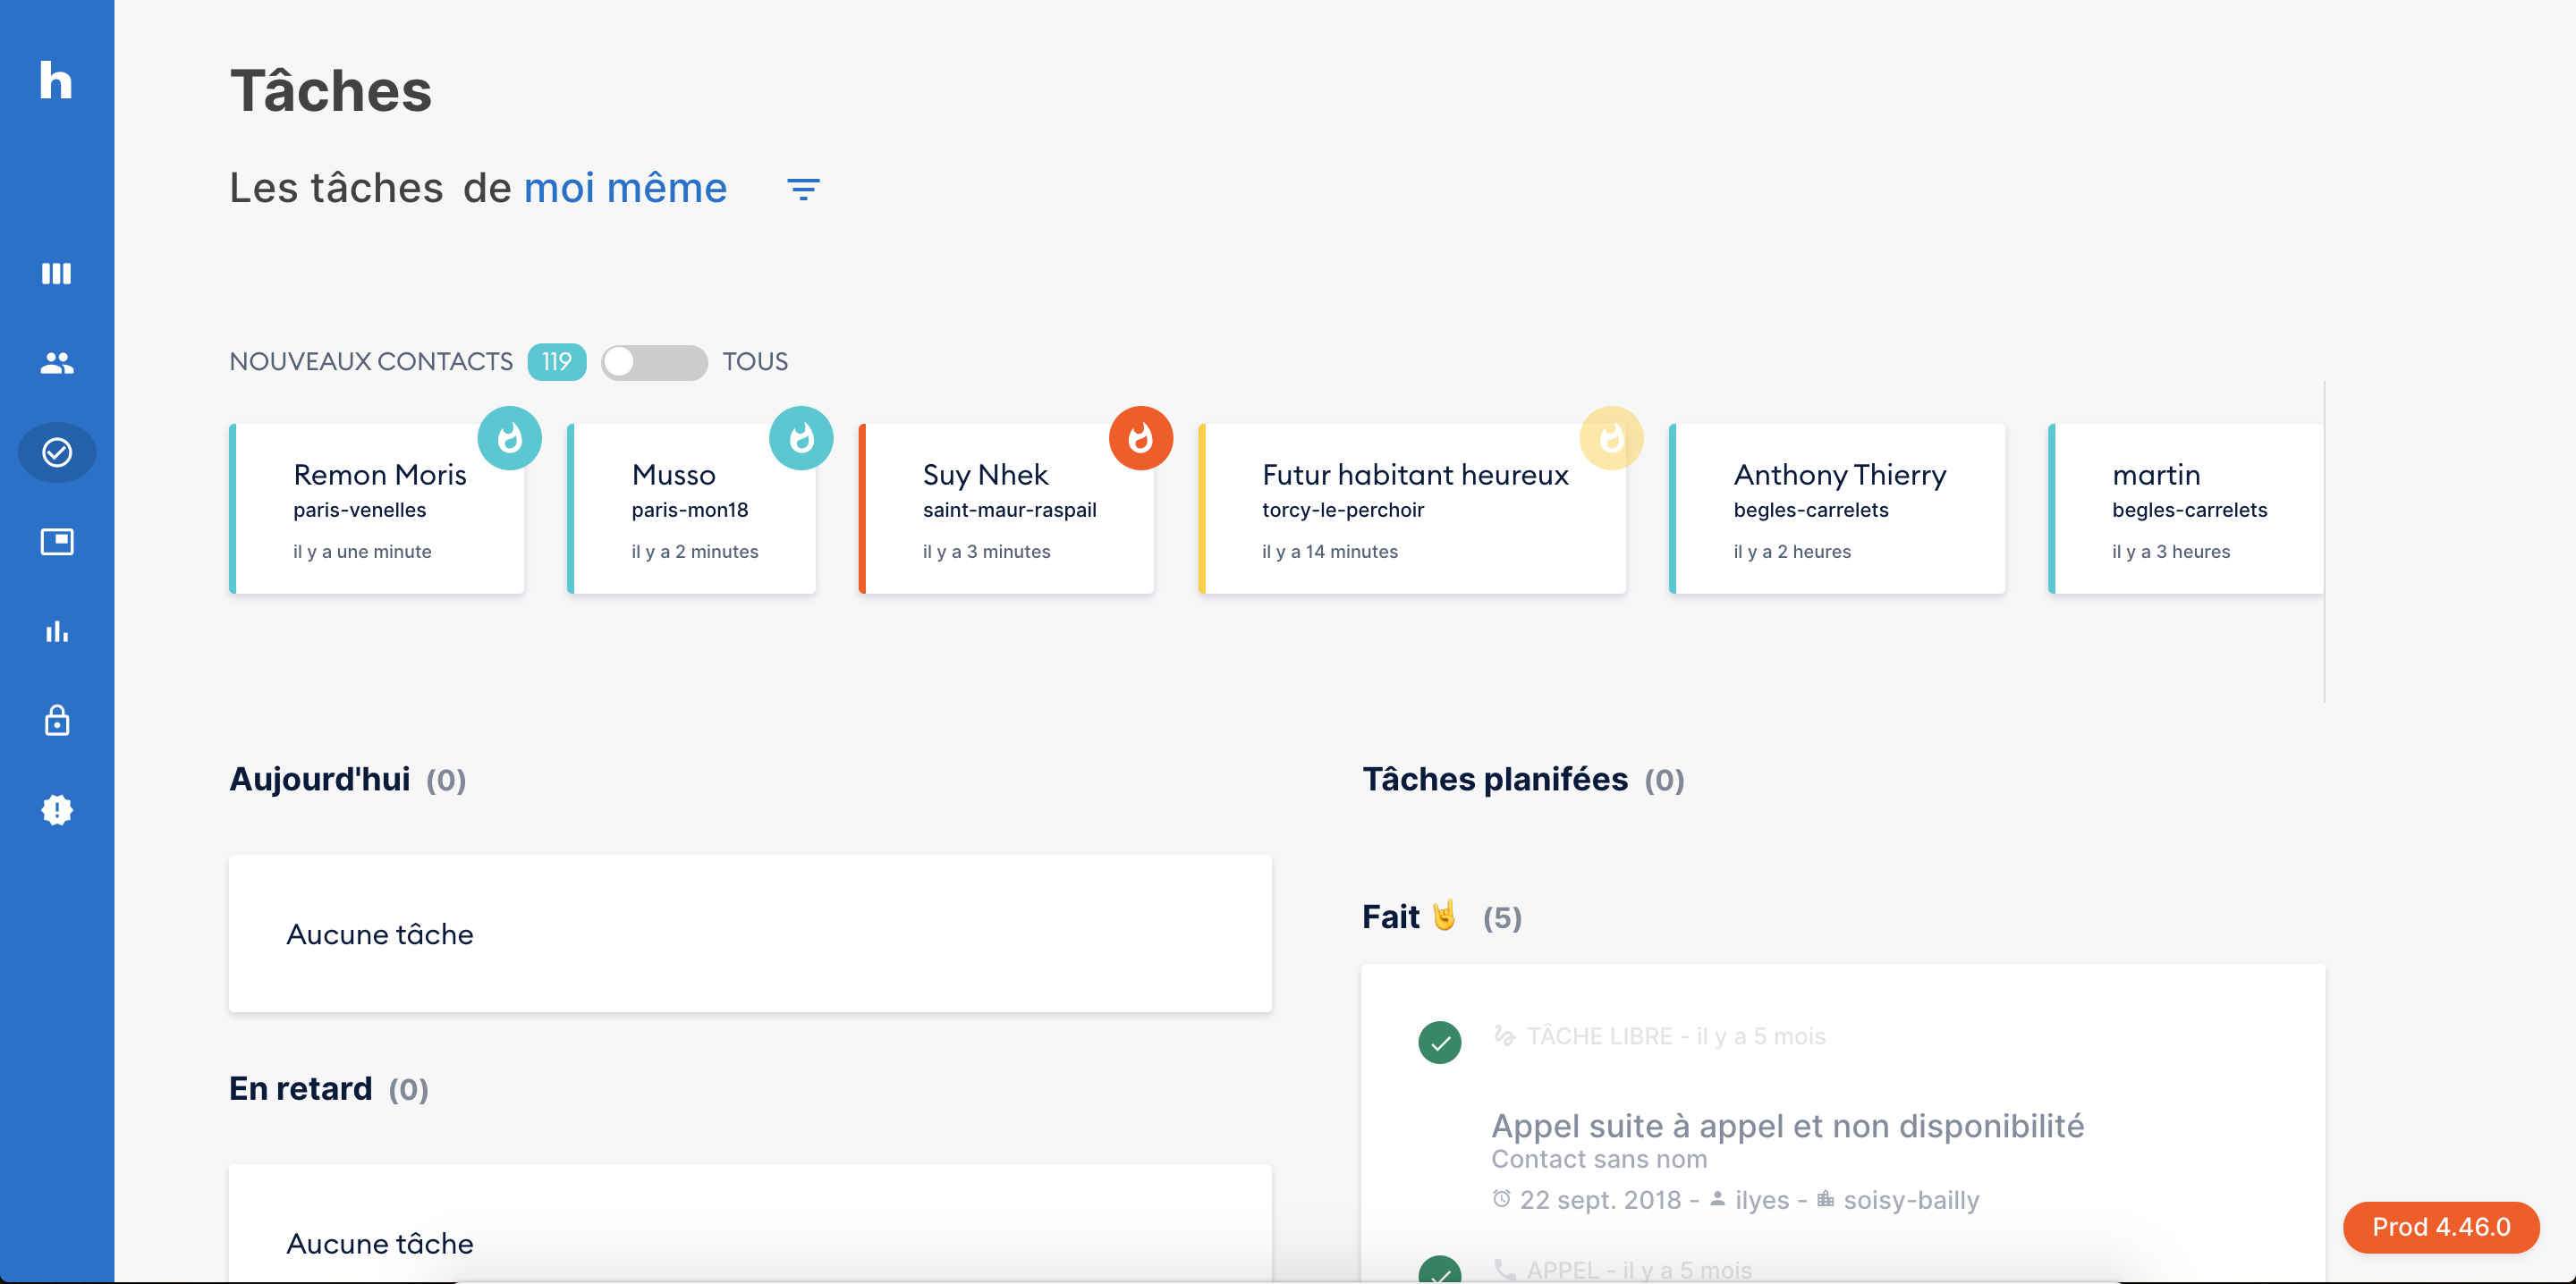 h
Tâches
Les tâches de moi même
NOUVEAUX CONTACTS 119 TOUS
Remon Moris
paris-venelles
il y a une minute
Musso
paris-mon18
il y a 2 minutes
Suy Nhek
saint-maur-raspail
il y a 3 minutes
Futur habitant heureux
torcy-le-perchoir
il y a 14 minutes
Anthony Thierry
begles-carrelets
il y a 2 heures
martin
begles-carrelets
il y a 3 heures
Aujourd'hui (0)
Aucune tâche
En retard (0)
Aucune tâche
Tâches planifées (0)
Fait 🤘 (5)
TÂCHE LIBRE - il y a 5 mois
Appel suite à appel et non disponibilité
Contact sans nom
22 sept. 2018 - ilyes - soisy-bailly
APPEL - il y a 5 mois
Prod 4.46.0